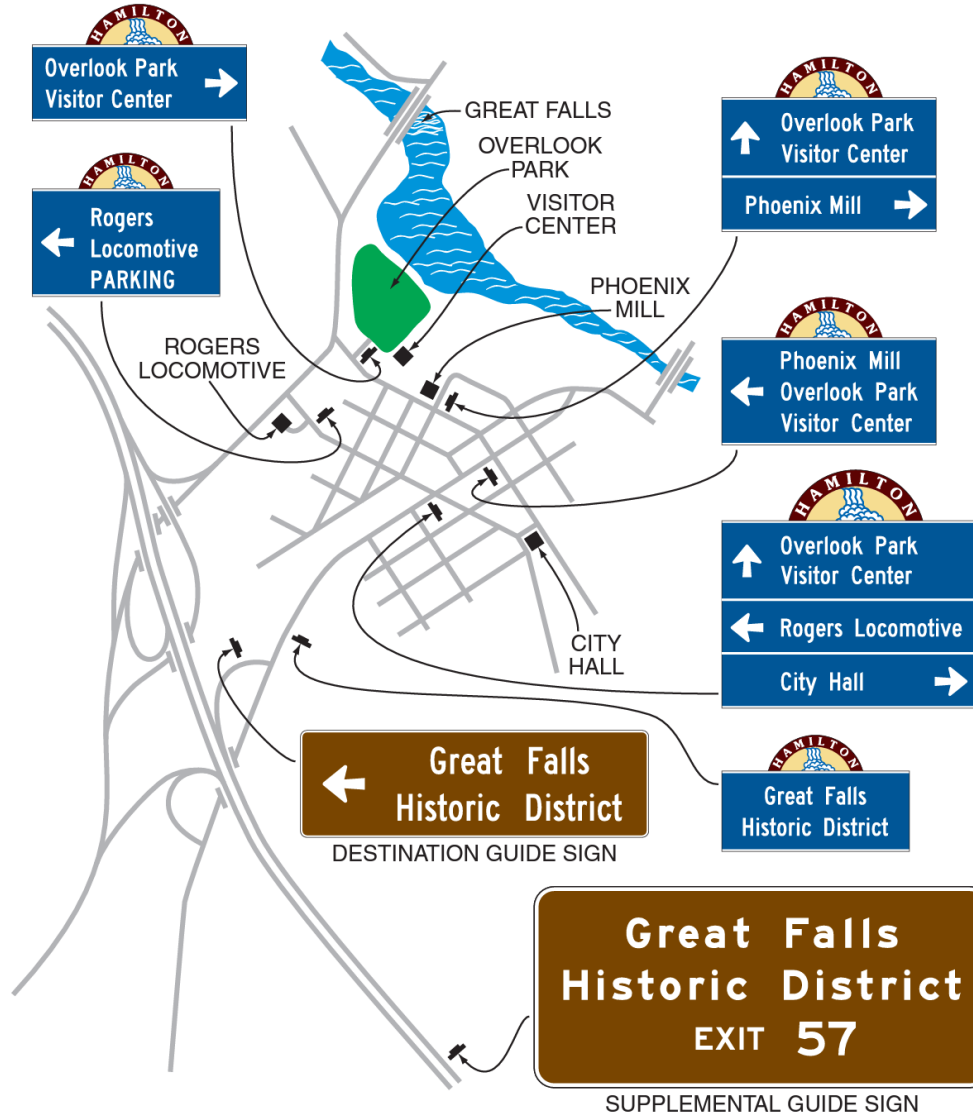 HAMILTON
Overlook Park
Visitor Center
HAMILTON
Rogers
Locomotive
PARKING
GREAT FALLS
OVERLOOK
PARK
VISITOR
CENTER
PHOENIX
MILL
ROGERS
LOCOMOTIVE
CITY
HALL
HAMILTON
Overlook Park
Visitor Center
Phoenix Mill
HAMILTON
Phoenix Mill
Overlook Park
Visitor Center
HAMILTON
Overlook Park
Visitor Center
Rogers Locomotive
City Hall
HAMILTON
Great Falls
Historic District
Great Falls
Historic District
DESTINATION GUIDE SIGN
Great Falls
Historic District
EXIT 57
SUPPLEMENTAL GUIDE SIGN